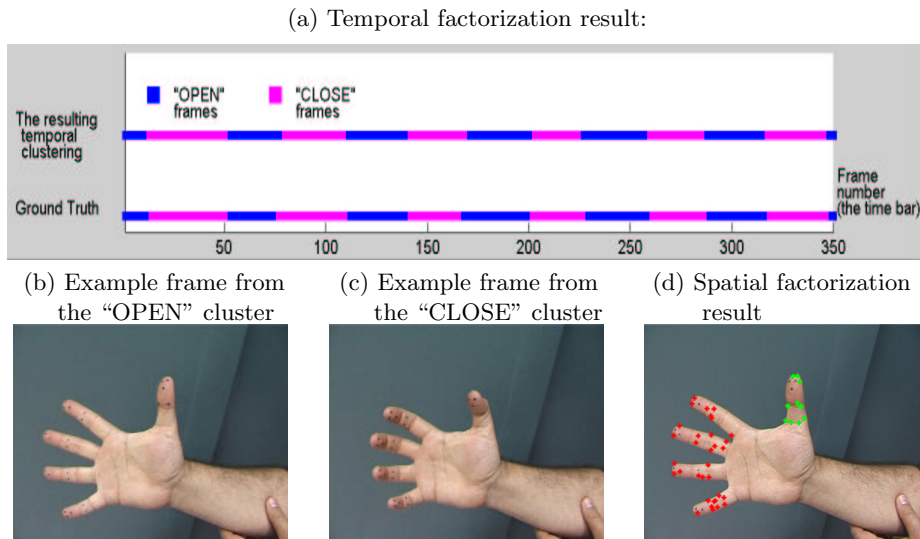 (a) Temporal factorization result:
"OPEN"
frames
"CLOSE"
frames
The resulting
temporal
clustering
Ground Truth
Frame
number
(the time bar)
50 100 150 200 250 300 350
(b) Example frame from
the “OPEN” cluster
(c) Example frame from
the “CLOSE” cluster
(d) Spatial factorization
result